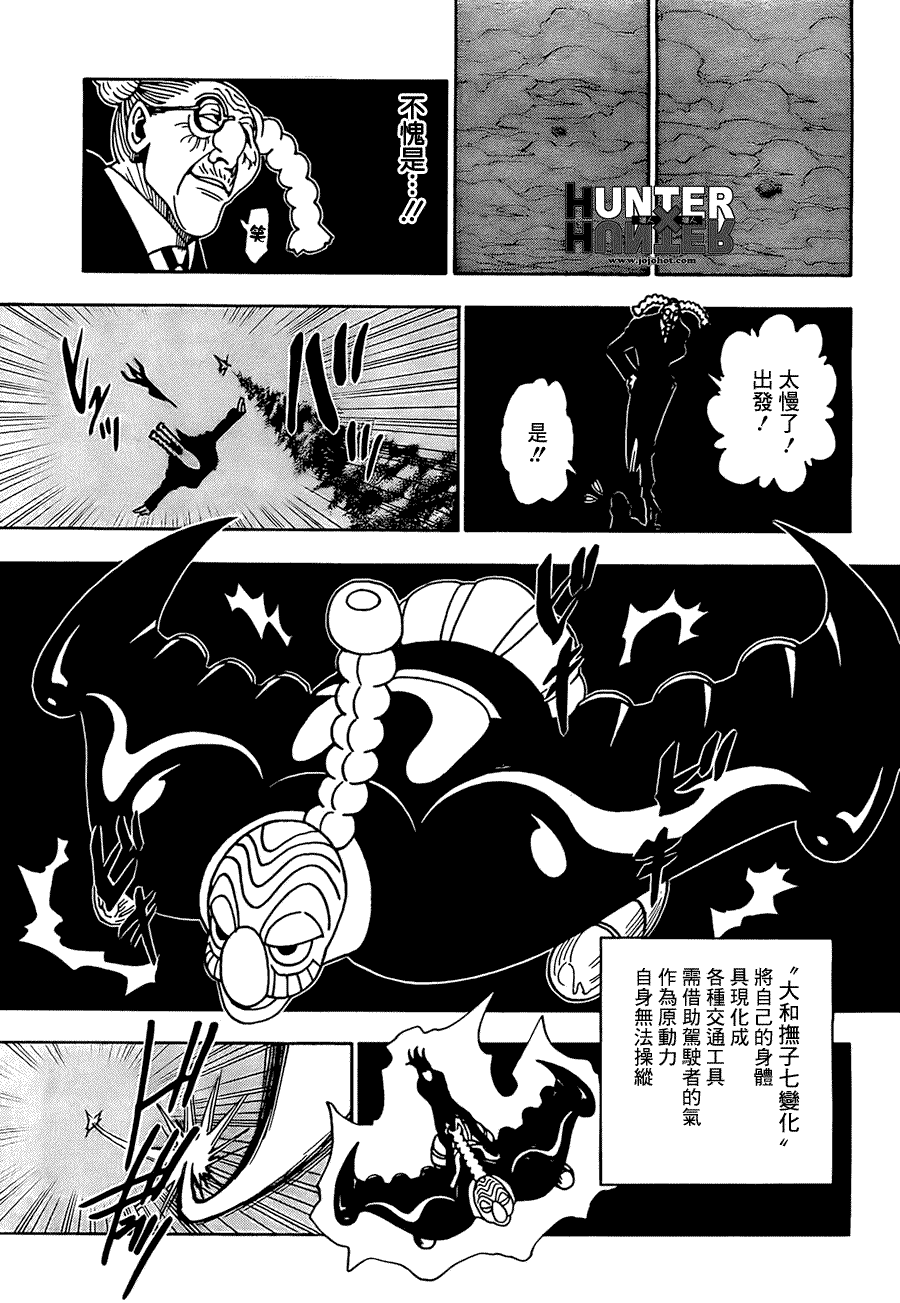 HUNTER
HUNTER
www.jojohot.com
不愧是…!!
笑
太慢了!
出發!
是!!
〝大和撫子七變化〞
將自己的身體
具現化成
各種交通工具
需借助駕駛者的氣
作為原動力
自身無法操縱